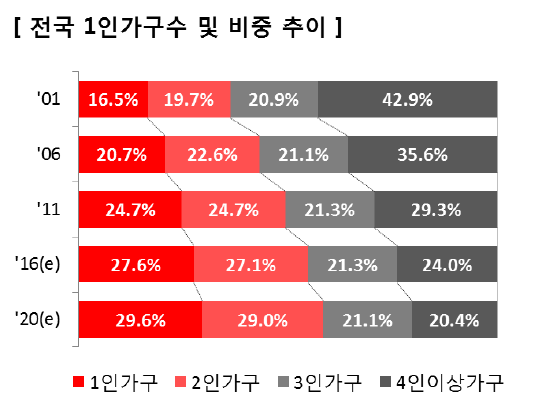 [ 전국 1인가구수 및 비중 추이 ]
'01 16.5% 19.7% 20.9% 42.9%
'06 20.7% 22.6% 21.1% 35.6%
'11 24.7% 24.7% 21.3% 29.3%
'16(e) 27.6% 27.1% 21.3% 24.0%
'20(e) 29.6% 29.0% 21.1% 20.4%
1인가구 2인가구 3인가구 4인이상가구